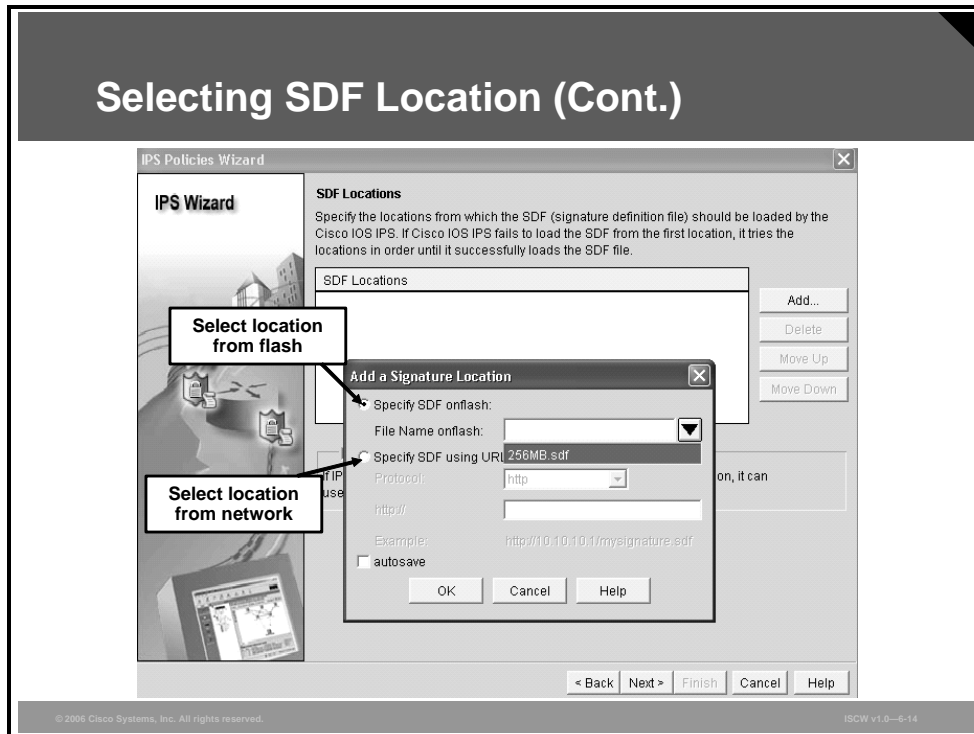 Selecting SDF Location (Cont.)
IPS Policies Wizard
IPS Wizard
SDF Locations
Specify the locations from which the SDF (signature definition file) should be loaded by the
Cisco IOS IPS. If Cisco IOS IPS fails to load the SDF from the first location, it tries the
locations in order until it successfully loads the SDF file.
SDF Locations
Add...
Delete
Move Up
Move Down
Select location
from flash
Add a Signature Location
Specify SDF onflash:
File Name onflash:
Specify SDF using URL
256MB.sdf
Select location
from network
If IP
use
on, it can
Protocol:
http
http://
Example:
http://10.10.10.1/mysignature.sdf
autosave
OK
Cancel
Help
< Back
Next >
Finish
Cancel
Help
© 2006 Cisco Systems, Inc. All rights reserved.
ISCW v1.0—6-14